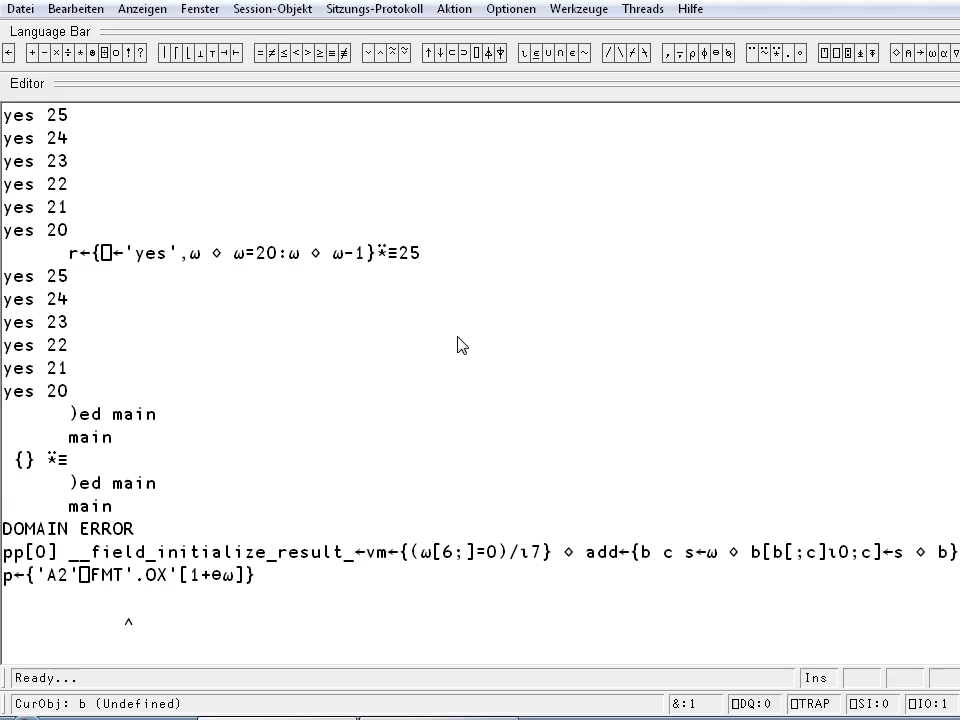 Datei Bearbeiten Anzeigen Fenster Session-Objekt Sitzungs-Protokoll Aktion Optionen Werkzeuge Threads Hilfe
Language Bar
Editor
yes 25
yes 24
yes 23
yes 22
yes 21
yes 20
r←{⎕←'yes',⍵ ⋄ ⍵=20:⍵ ⋄ ⍵-1}⍣≡25
yes 25
yes 24
yes 23
yes 22
yes 21
yes 20
)ed main
main
{} ⍣≡
)ed main
main
DOMAIN ERROR
pp[0] __field_initialize_result_←vm←{(⍵[6;]=0)/⍳7} ⋄ add←{b c s←⍵ ⋄ b[b[;c]⍳0;c]←s ⋄ b}
p←{'A2'⎕FMT'.OX'[1+⊖⍵]}
^
Ready...
Ins
CurObj: b (Undefined)
&:1
⎕DQ:0
⎕TRAP
⎕SI:0
⎕IO:1